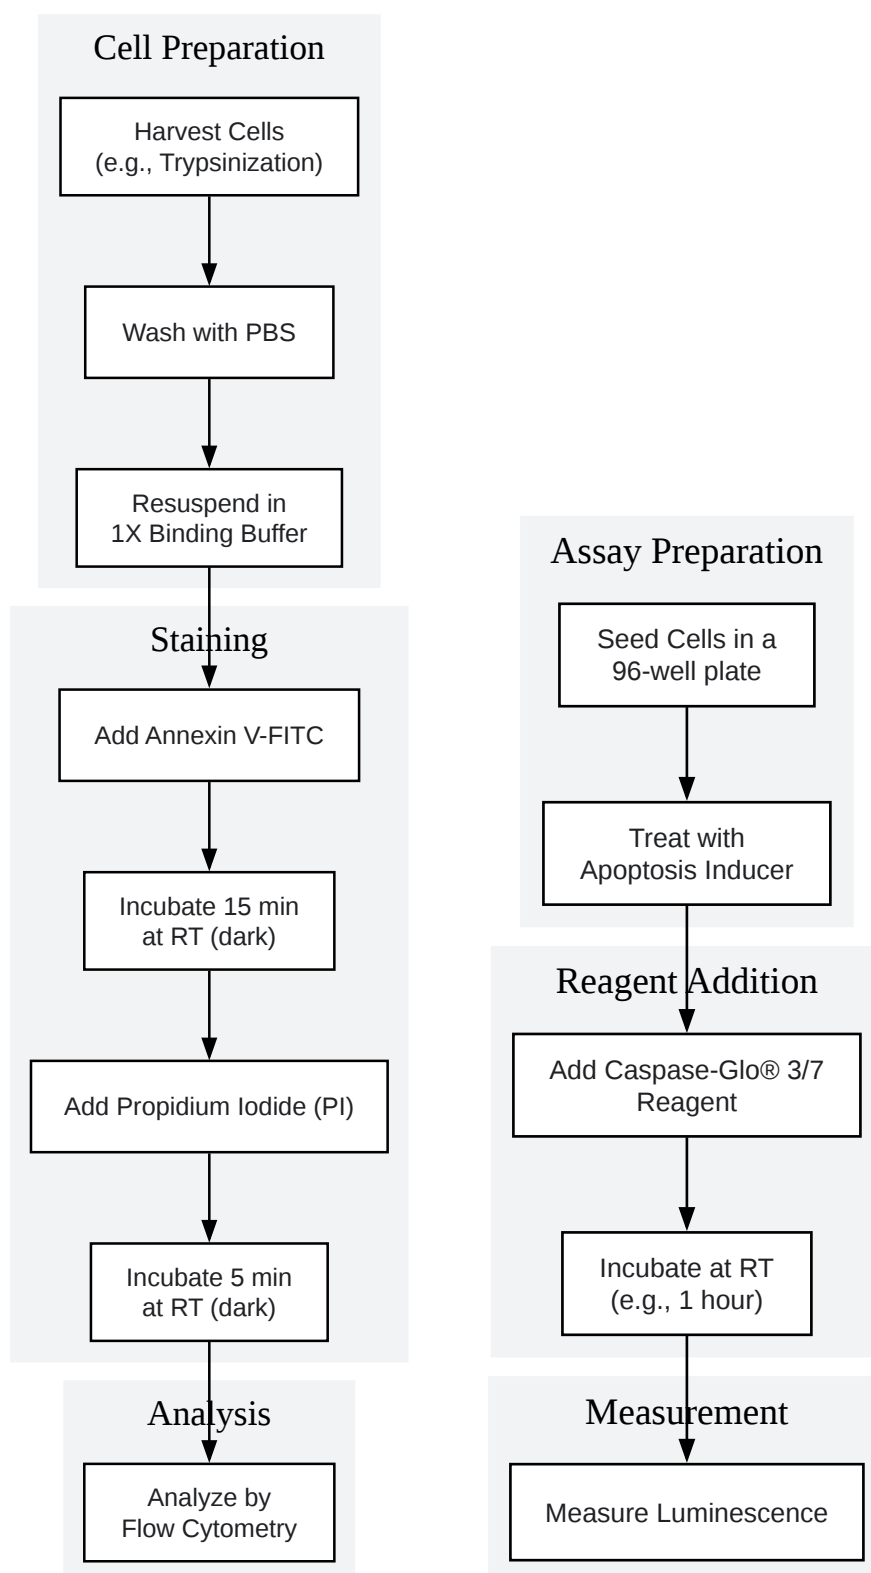 Cell Preparation
Harvest Cells
(e.g., Trypsinization)
Wash with PBS
Resuspend in
1X Binding Buffer
Staining
Add Annexin V-FITC
Incubate 15 min
at RT (dark)
Add Propidium Iodide (PI)
Incubate 5 min
at RT (dark)
Analysis
Analyze by
Flow Cytometry
Assay Preparation
Seed Cells in a
96-well plate
Treat with
Apoptosis Inducer
Reagent Addition
Add Caspase-Glo® 3/7
Reagent
Incubate at RT
(e.g., 1 hour)
Measurement
Measure Luminescence